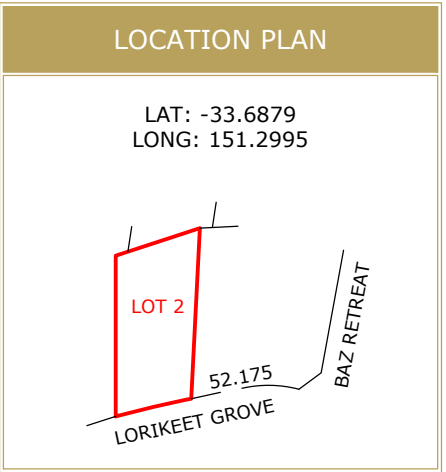 LOCATION PLAN
LAT: -33.6879
LONG: 151.2995
LOT 2
BAZ RETREAT
52.175
LORIKEET GROVE